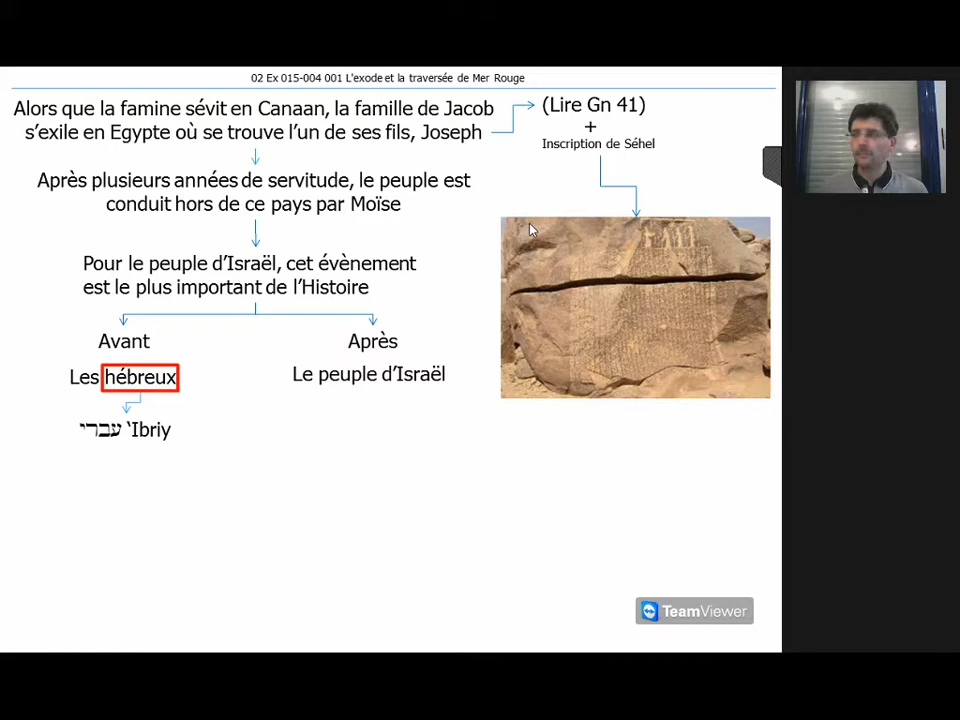 02 Ex 015-004 001 L'exode et la traversée de Mer Rouge
Alors que la famine sévit en Canaan, la famille de Jacob
s'exile en Egypte où se trouve l'un de ses fils, Joseph
(Lire Gn 41)
+
Inscription de Séhel
Après plusieurs années de servitude, le peuple est
conduit hors de ce pays par Moïse
Pour le peuple d'Israël, cet évènement
est le plus important de l'Histoire
Avant
Après
Les hébreux
Le peuple d'Israël
עברי ‛Ibriy
TeamViewer